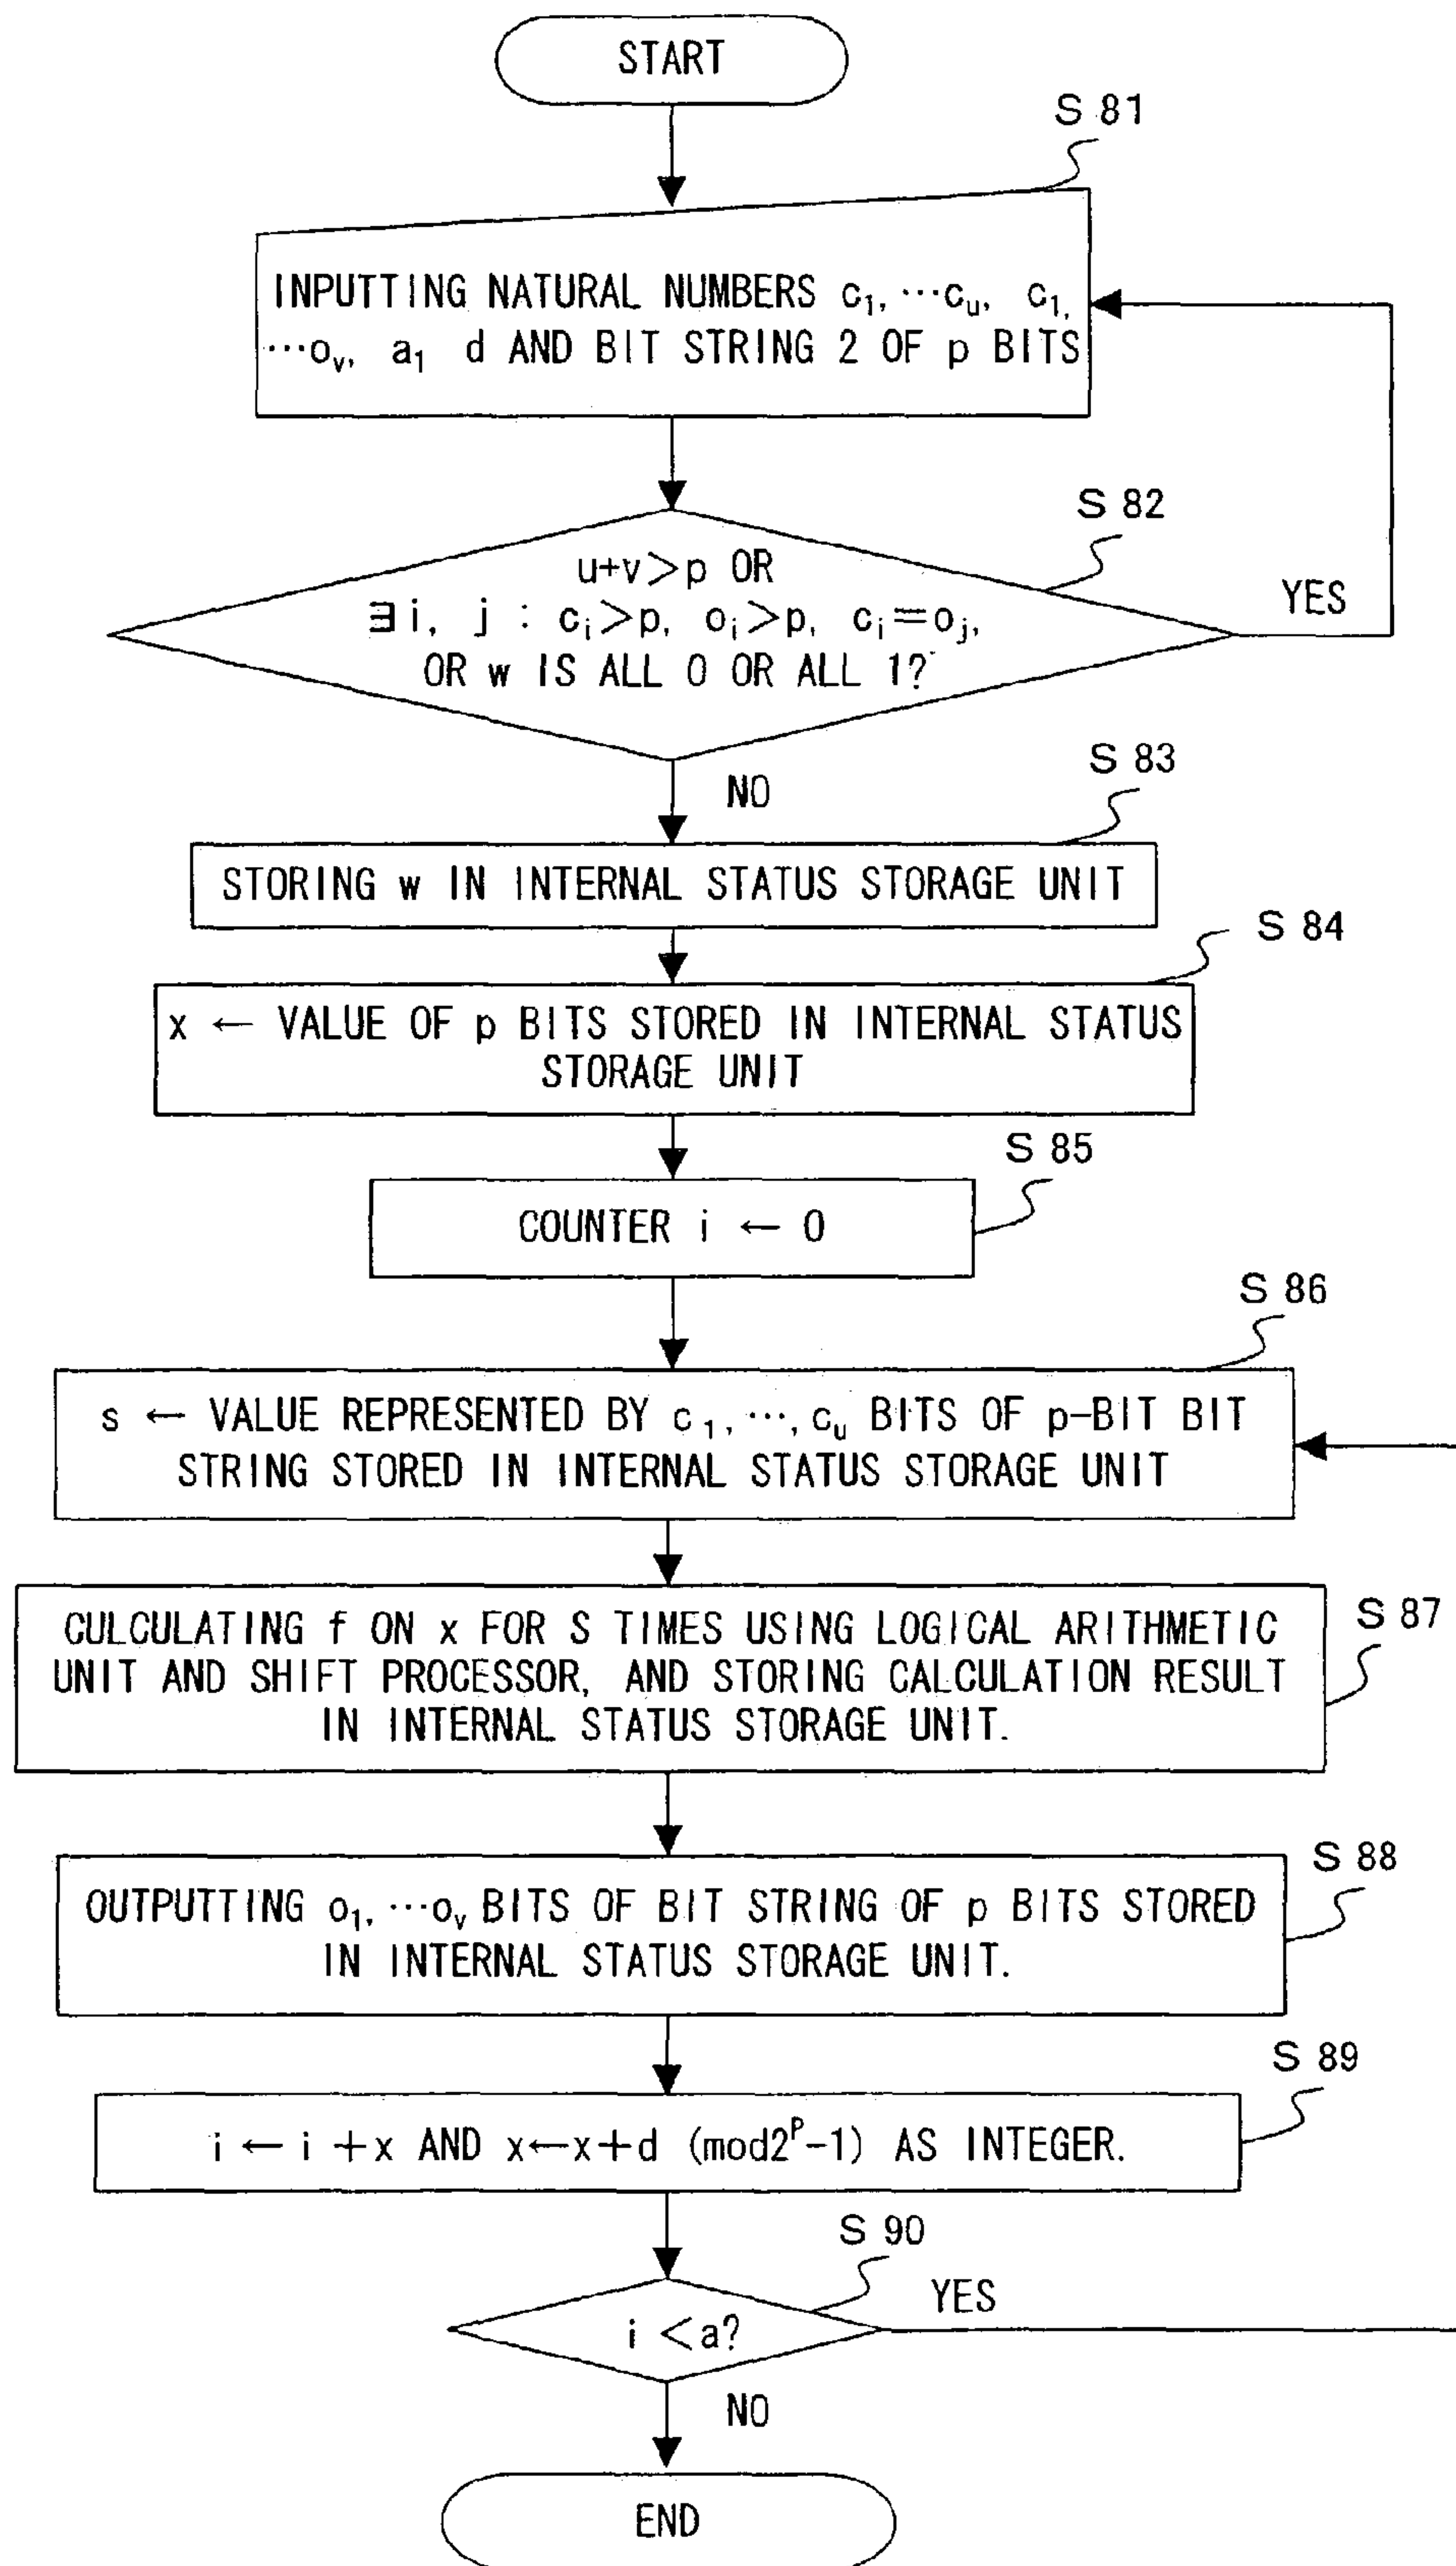 START
S 81
INPUTTING NATURAL NUMBERS c₁, ⋯cᵤ, c₁,
⋯oᵥ, a₁ d AND BIT STRING 2 OF p BITS
S 82
u+v>p OR
∃i, j : cᵢ>p, oᵢ>p, cᵢ=oⱼ,
OR w IS ALL 0 OR ALL 1?
YES
NO
S 83
STORING w IN INTERNAL STATUS STORAGE UNIT
S 84
x ← VALUE OF p BITS STORED IN INTERNAL STATUS
STORAGE UNIT
S 85
COUNTER i ← 0
S 86
s ← VALUE REPRESENTED BY c₁, ⋯, cᵤ BITS OF p-BIT BIT
STRING STORED IN INTERNAL STATUS STORAGE UNIT
S 87
CULCULATING f ON x FOR S TIMES USING LOGICAL ARITHMETIC
UNIT AND SHIFT PROCESSOR, AND STORING CALCULATION RESULT
IN INTERNAL STATUS STORAGE UNIT.
S 88
OUTPUTTING o₁, ⋯oᵥ BITS OF BIT STRING OF p BITS STORED
IN INTERNAL STATUS STORAGE UNIT.
S 89
i ← i +x AND x←x+d (mod2ᴾ-1) AS INTEGER.
S 90
i <a?
YES
NO
END